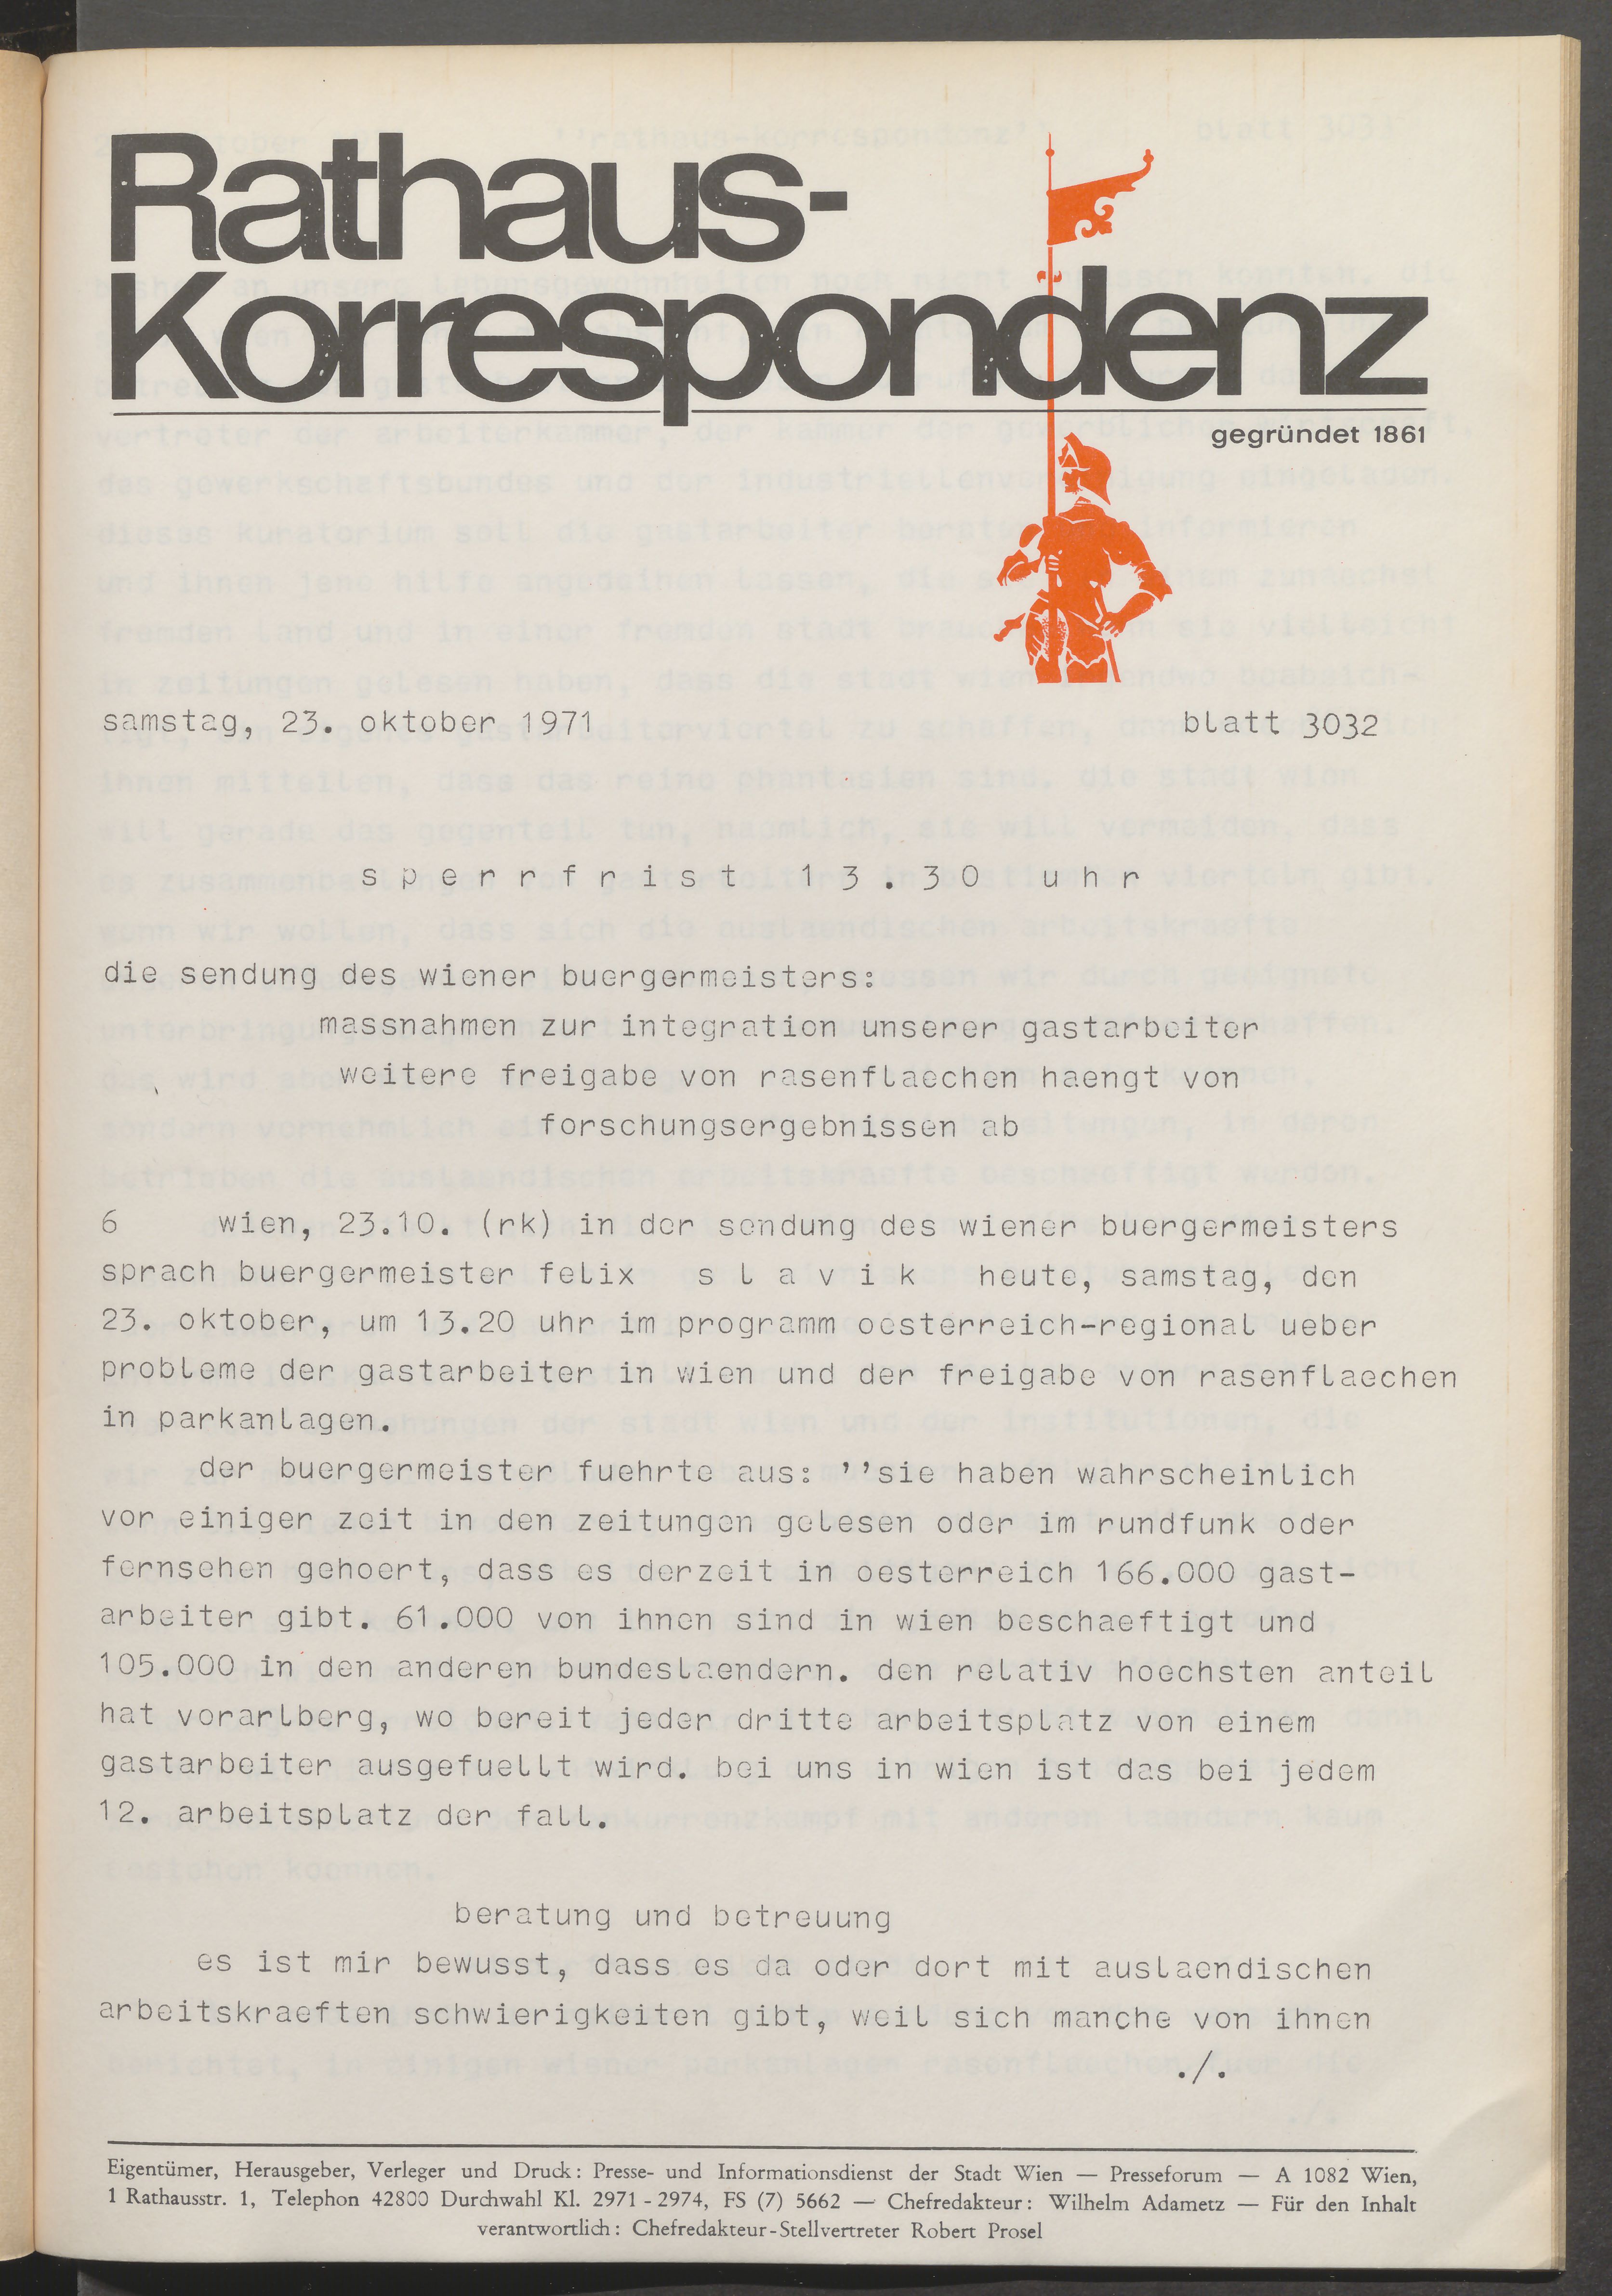 Rathaus-
Korrespondenz
gegründet 1861
samstag, 23. oktober 1971 blatt 3032
s p e r r f r i s t 1 3 . 3 0 u h r
die sendung des wiener buergermeisters:
massnahmen zur integration unserer gastarbeiter
weitere freigabe von rasenflaechen haengt von
forschungsergebnissen ab
6 wien, 23.10. (rk) in der sendung des wiener buergermeisters
sprach buergermeister felix s l a v i k heute, samstag, den
23. oktober, um 13.20 uhr im programm oesterreich-regional ueber
probleme der gastarbeiter in wien und der freigabe von rasenflaechen
in parkanlagen.
der buergermeister fuehrte aus: ’’sie haben wahrscheinlich
vor einiger zeit in den zeitungen gelesen oder im rundfunk oder
fernsehen gehoert, dass es derzeit in oesterreich 166.000 gast-
arbeiter gibt. 61.000 von ihnen sind in wien beschaeftigt und
105.000 in den anderen bundeslaendern. den relativ hoechsten anteil
hat vorarlberg, wo bereit jeder dritte arbeitsplatz von einem
gastarbeiter ausgefuellt wird. bei uns in wien ist das bei jedem
12. arbeitsplatz der fall.
beratung und betreuung
es ist mir bewusst, dass es da oder dort mit auslaendischen
arbeitskraeften schwierigkeiten gibt, weil sich manche von ihnen
./.
Eigentümer, Herausgeber, Verleger und Druck: Presse- und Informationsdienst der Stadt Wien — Presseforum — A 1082 Wien,
1 Rathausstr. 1, Telephon 42800 Durchwahl Kl. 2971 - 2974, FS (7) 5662 — Chefredakteur: Wilhelm Adametz — Für den Inhalt
verantwortlich: Chefredakteur-Stellvertreter Robert Prosel